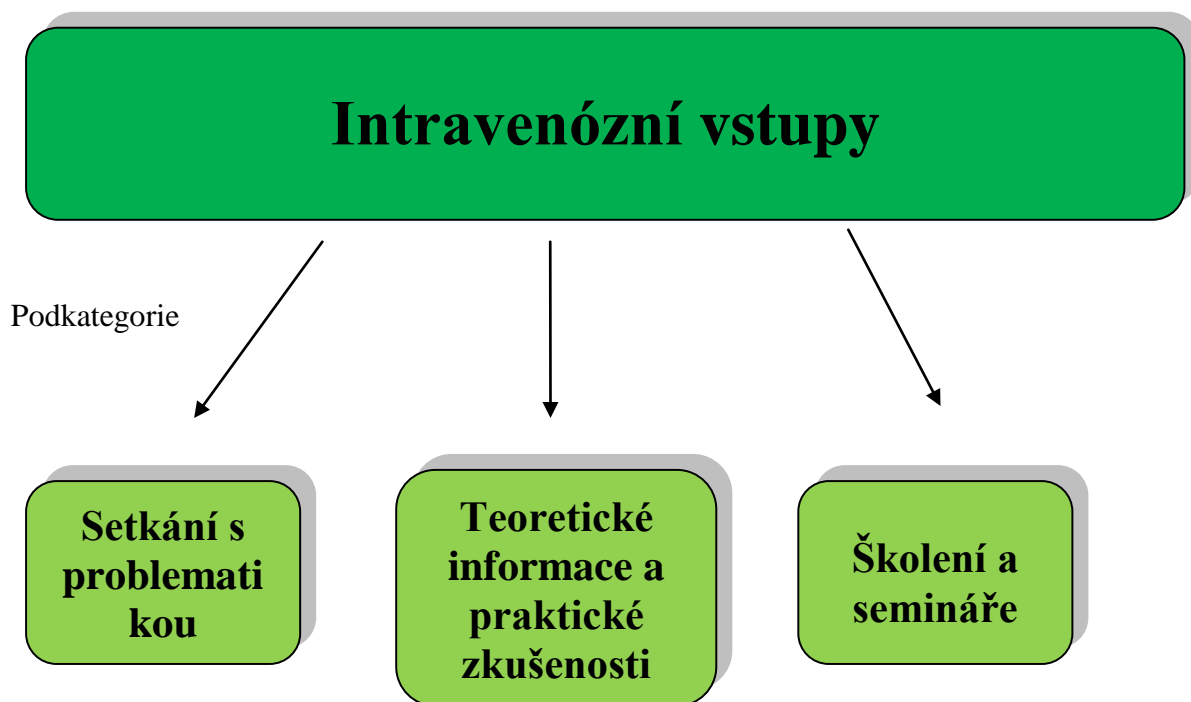 Intravenózní vstupy
Podkategorie
Setkání s
problemati
kou
Teoretické
informace a
praktické
zkušenosti
Školení a
semináře